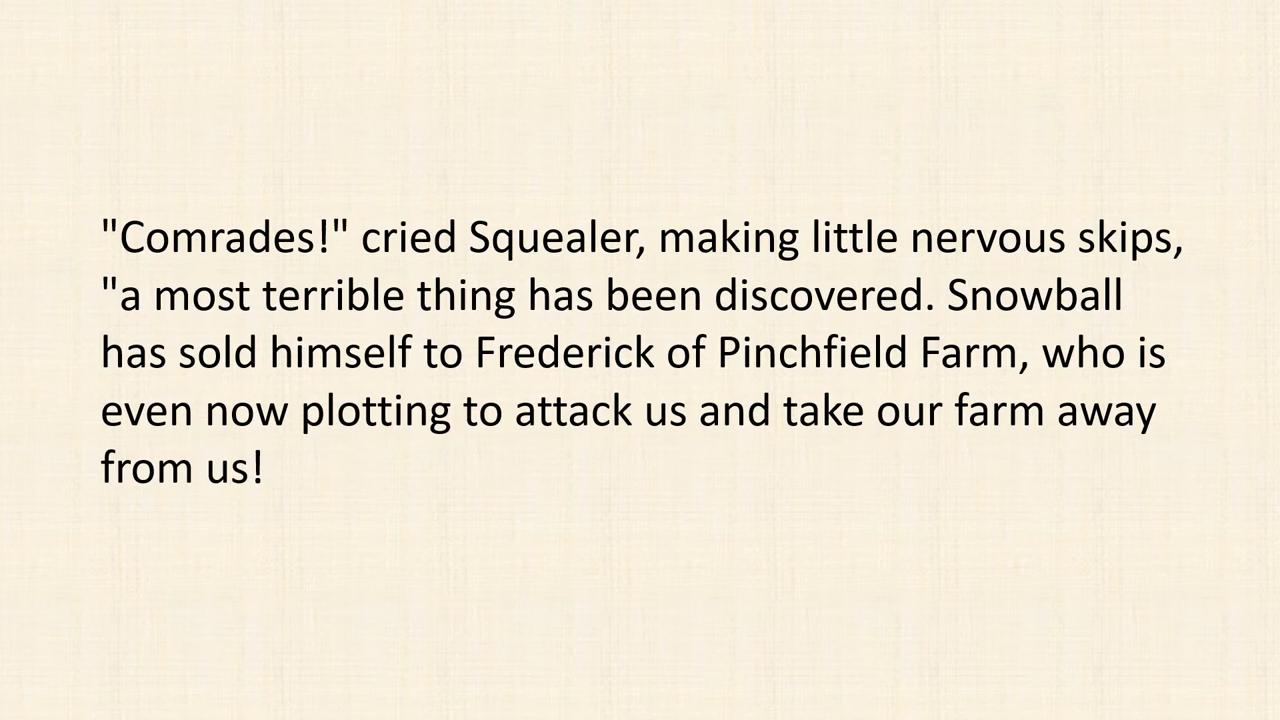 "Comrades!" cried Squealer, making little nervous skips,
"a most terrible thing has been discovered. Snowball
has sold himself to Frederick of Pinchfield Farm, who is
even now plotting to attack us and take our farm away
from us!